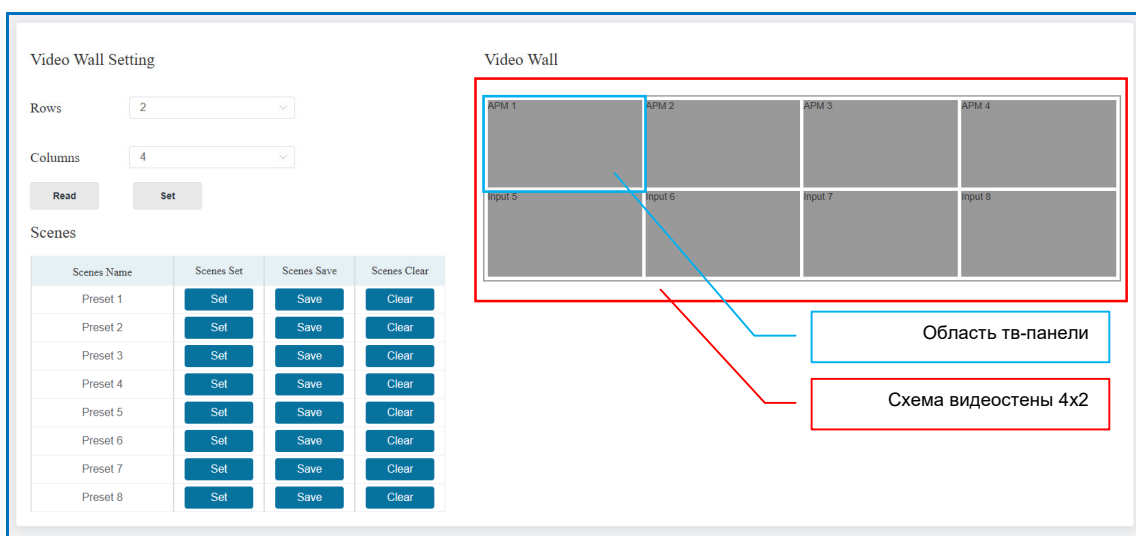 Video Wall Setting
Rows
2
Columns
4
Read Set
Scenes
Scenes Name Scenes Set Scenes Save Scenes Clear
Preset 1 Set Save Clear
Preset 2 Set Save Clear
Preset 3 Set Save Clear
Preset 4 Set Save Clear
Preset 5 Set Save Clear
Preset 6 Set Save Clear
Preset 7 Set Save Clear
Preset 8 Set Save Clear
Video Wall
АРМ 1 АРМ 2 АРМ 3 АРМ 4
Input 5 Input 6 Input 7 Input 8
Область тв-панели
Схема видеостены 4x2